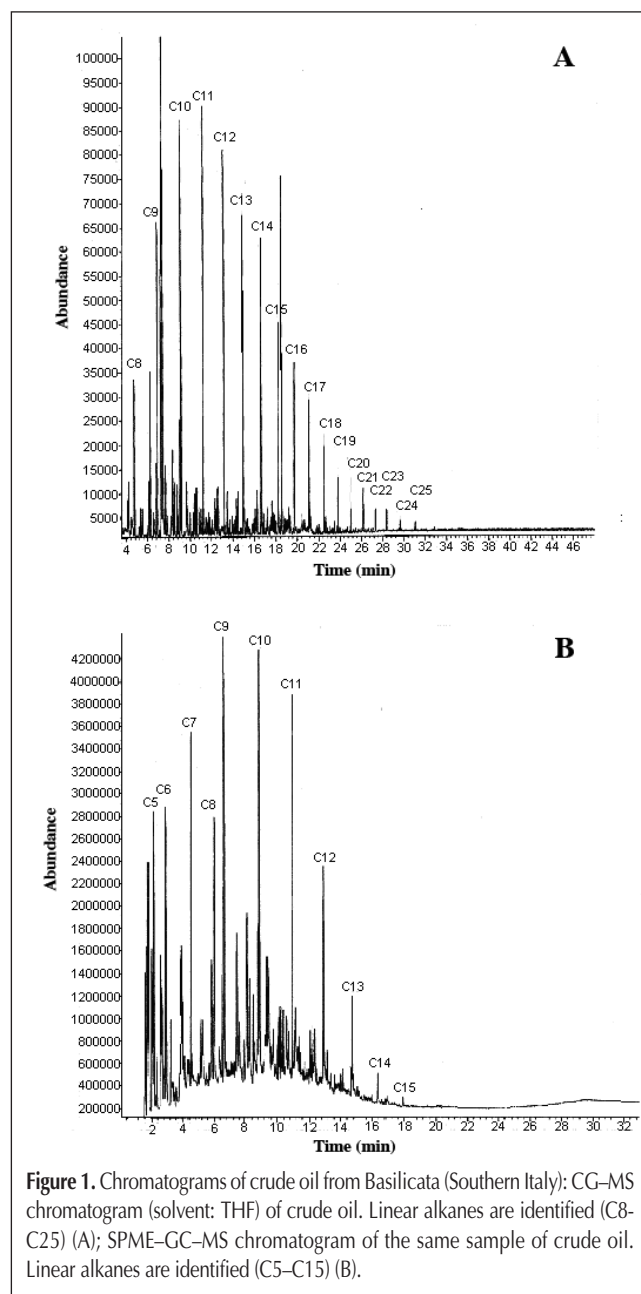 A
100000
95000
90000
85000
80000
75000
70000
65000
60000
55000
50000
45000
40000
35000
30000
25000
20000
15000
10000
5000
Abundance
C8
C9
C10
C11
C12
C13
C14
C15
C16
C17
C18
C19
C20
C21
C22
C23
C24
C25
4 6 8 10 12 14 16 18 20 22 24 26 28 30 32 34 36 38 40 42 44 46
Time (min)
B
4200000
4000000
3800000
3600000
3400000
3200000
3000000
2800000
2600000
2400000
2200000
2000000
1800000
1600000
1400000
1200000
1000000
800000
600000
400000
200000
Abundance
C5
C6
C7
C8
C9
C10
C11
C12
C13
C14
C15
2 4 6 8 10 12 14 16 18 20 22 24 26 28 30 32
Time (min)
Figure 1. Chromatograms of crude oil from Basilicata (Southern Italy): CG–MS
chromatogram (solvent: THF) of crude oil. Linear alkanes are identified (C8-
C25) (A); SPME–GC–MS chromatogram of the same sample of crude oil.
Linear alkanes are identified (C5–C15) (B).